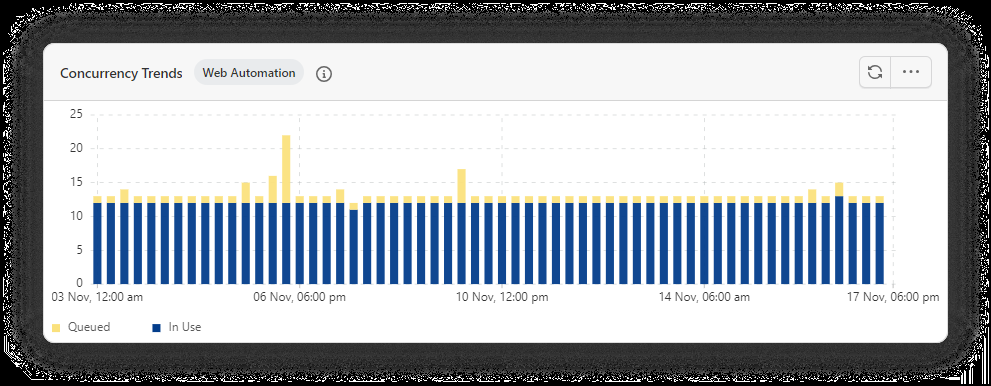 Concurrency Trends Web Automation
25
20
15
10
5
0
03 Nov, 12:00 am 06 Nov, 06:00 pm 10 Nov, 12:00 pm 14 Nov, 06:00 am 17 Nov, 06:00 pm
Queued In Use